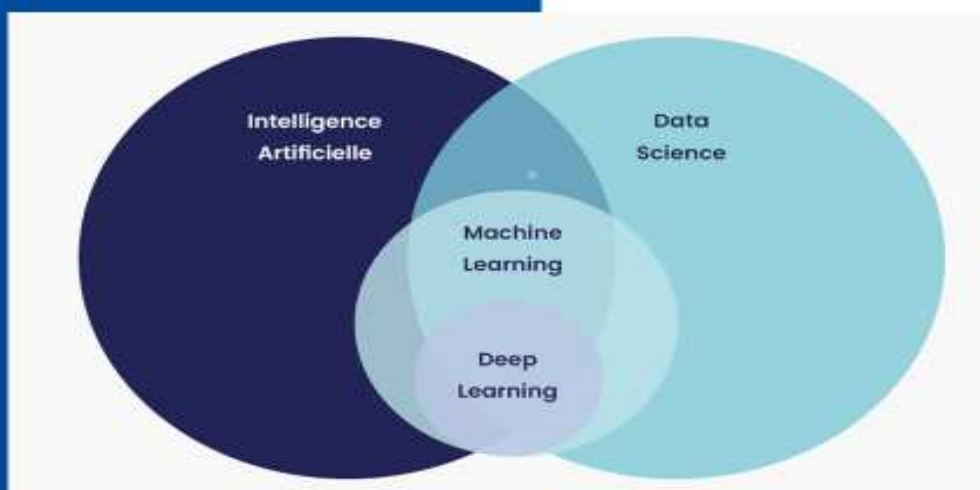 Intelligence
Artificielle
Data
Science
Machine
Learning
Deep
Learning